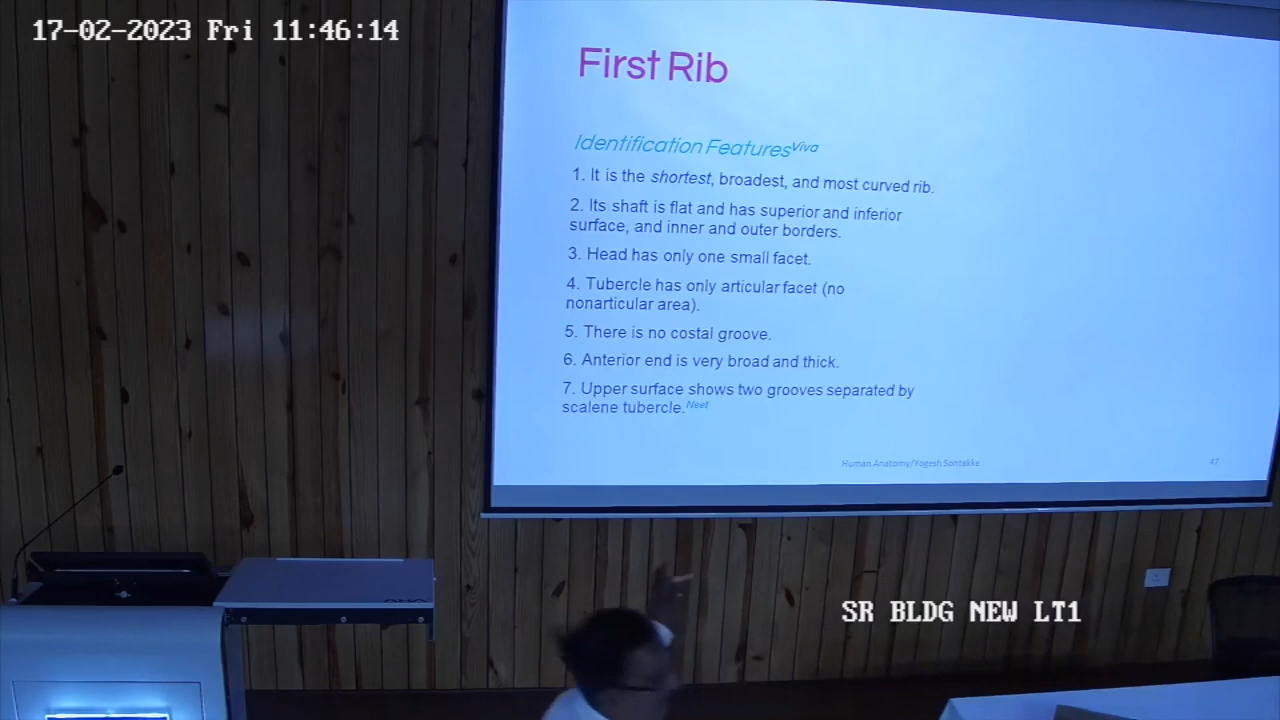 17-02-2023 Fri 11:46:14
First Rib
Identification FeaturesViva
1. It is the shortest, broadest, and most curved rib.
2. Its shaft is flat and has superior and inferior
surface, and inner and outer borders.
3. Head has only one small facet.
4. Tubercle has only articular facet (no
nonarticular area).
5. There is no costal groove.
6. Anterior end is very broad and thick.
7. Upper surface shows two grooves separated by
scalene tubercle.Neet
Human Anatomy/Yogesh Sontakke
47
SR BLDG NEW LT1